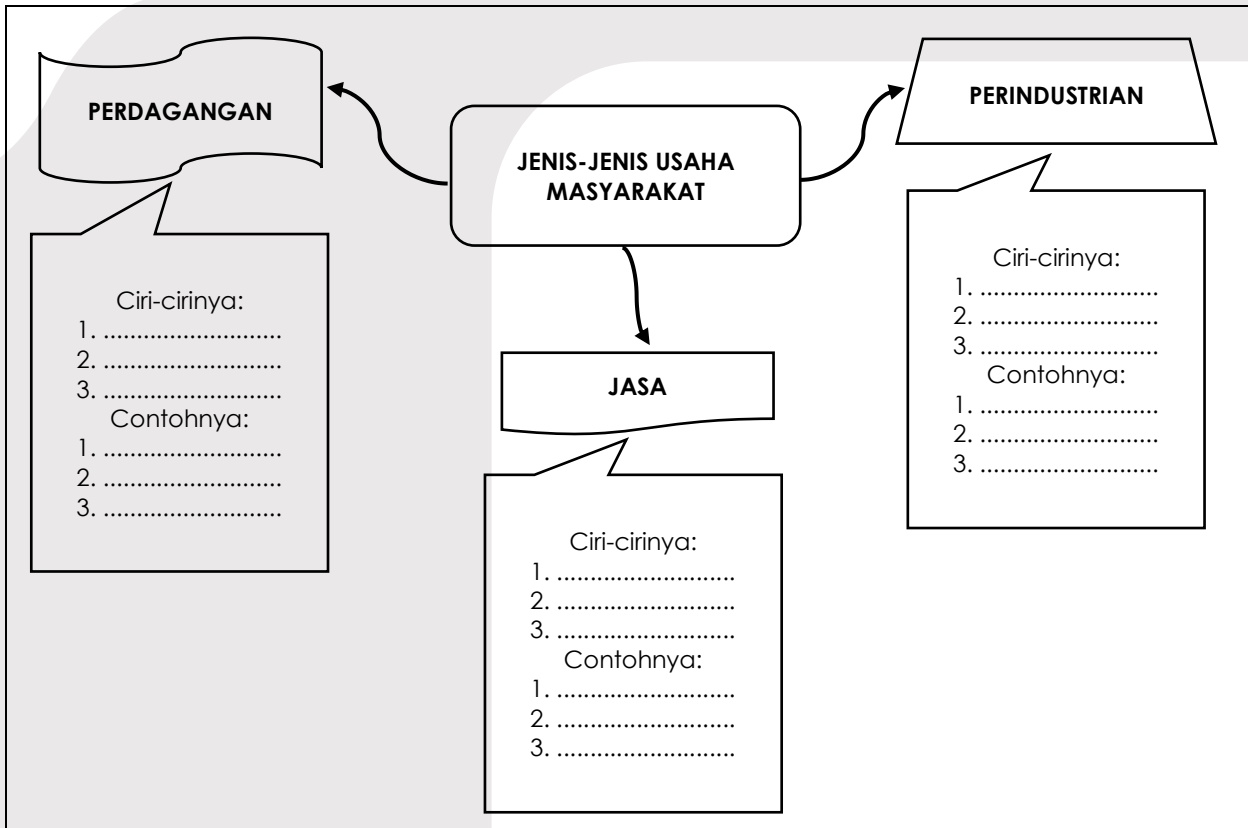 PERDAGANGAN
JENIS-JENIS USAHA
MASYARAKAT
PERINDUSTRIAN
Ciri-cirinya:
1. ...........................
2. ...........................
3. ...........................
Contohnya:
1. ...........................
2. ...........................
3. ...........................
JASA
Ciri-cirinya:
1. ...........................
2. ...........................
3. ...........................
Contohnya:
1. ...........................
2. ...........................
3. ...........................
Ciri-cirinya:
1. ...........................
2. ...........................
3. ...........................
Contohnya:
1. ...........................
2. ...........................
3. ...........................